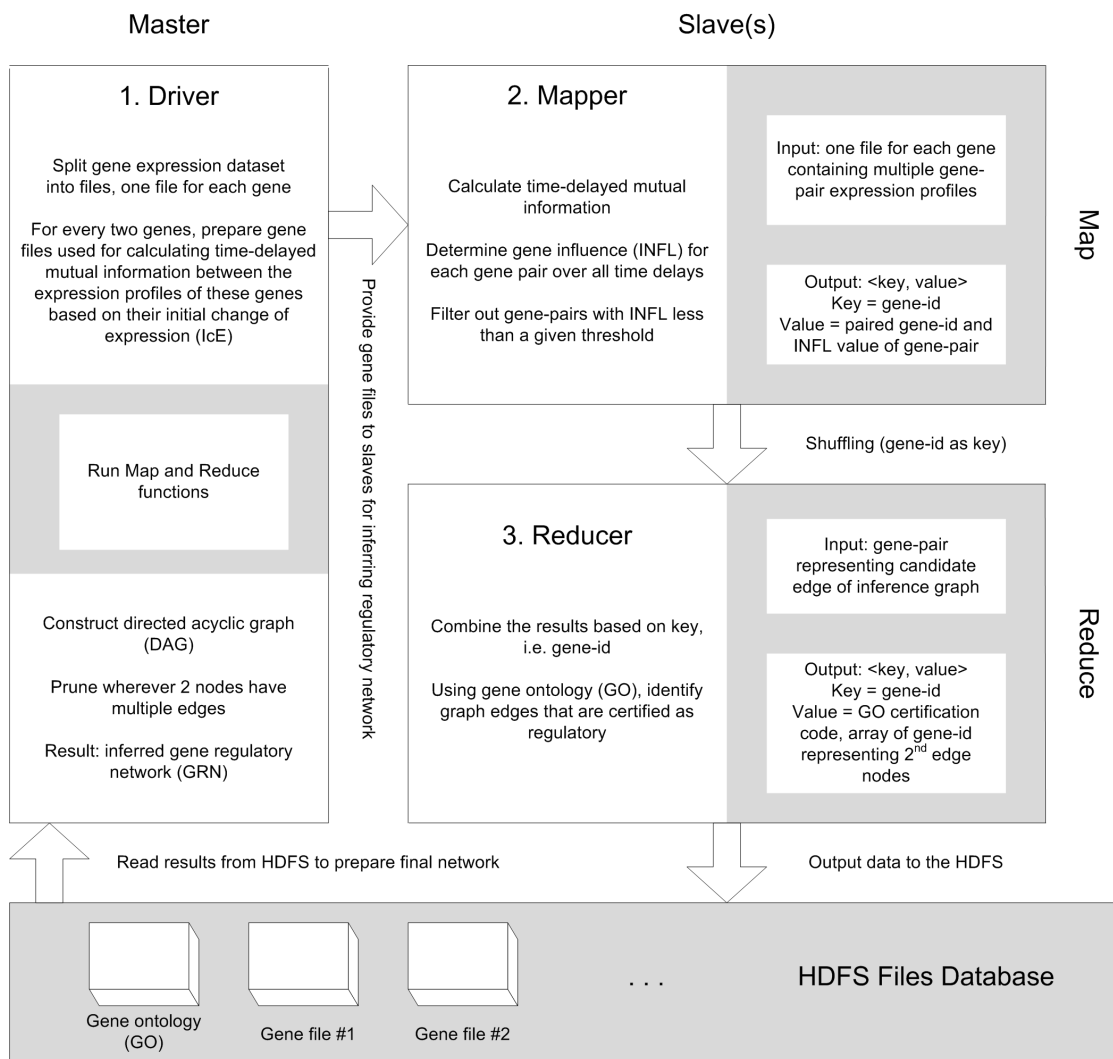 Master
Slave(s)
1. Driver
Split gene expression dataset
into files, one file for each gene
For every two genes, prepare gene
files used for calculating time-delayed
mutual information between the
expression profiles of these genes
based on their initial change of
expression (IcE)
Run Map and Reduce
functions
Construct directed acyclic graph
(DAG)
Prune wherever 2 nodes have
multiple edges
Result: inferred gene regulatory
network (GRN)
Provide gene files to slaves for inferring regulatory network
2. Mapper
Calculate time-delayed mutual
information
Determine gene influence (INFL) for
each gene pair over all time delays
Filter out gene-pairs with INFL less
than a given threshold
Input: one file for each gene
containing multiple gene-
pair expression profiles
Output: <key, value>
Key = gene-id
Value = paired gene-id and
INFL value of gene-pair
Map
Shuffling (gene-id as key)
3. Reducer
Combine the results based on key,
i.e. gene-id
Using gene ontology (GO), identify
graph edges that are certified as
regulatory
Input: gene-pair
representing candidate
edge of inference graph
Output: <key, value>
Key = gene-id
Value = GO certification
code, array of gene-id
representing 2nd edge
nodes
Reduce
Read results from HDFS to prepare final network
Output data to the HDFS
Gene ontology
(GO)
Gene file #1
Gene file #2
. . .
HDFS Files Database